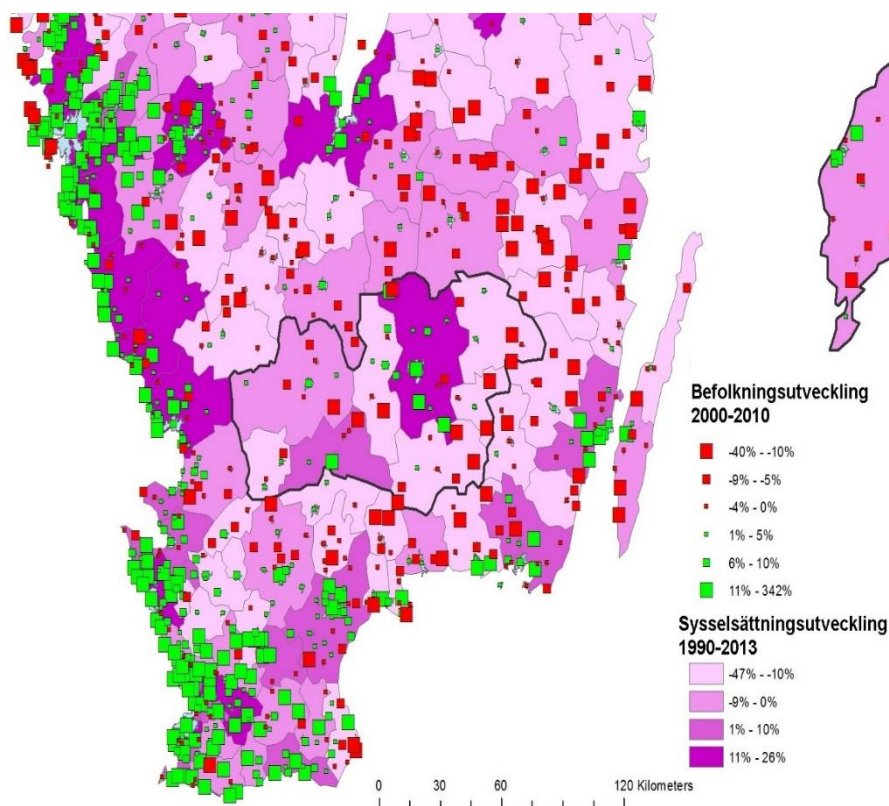 Befolkningsutveckling
2000-2010
-40% - -10%
-9% - -5%
-4% - 0%
1% - 5%
6% - 10%
11% - 342%
Sysselsättningsutveckling
1990-2013
-47% - -10%
-9% - 0%
1% - 10%
11% - 26%
0 30 60 120 Kilometers